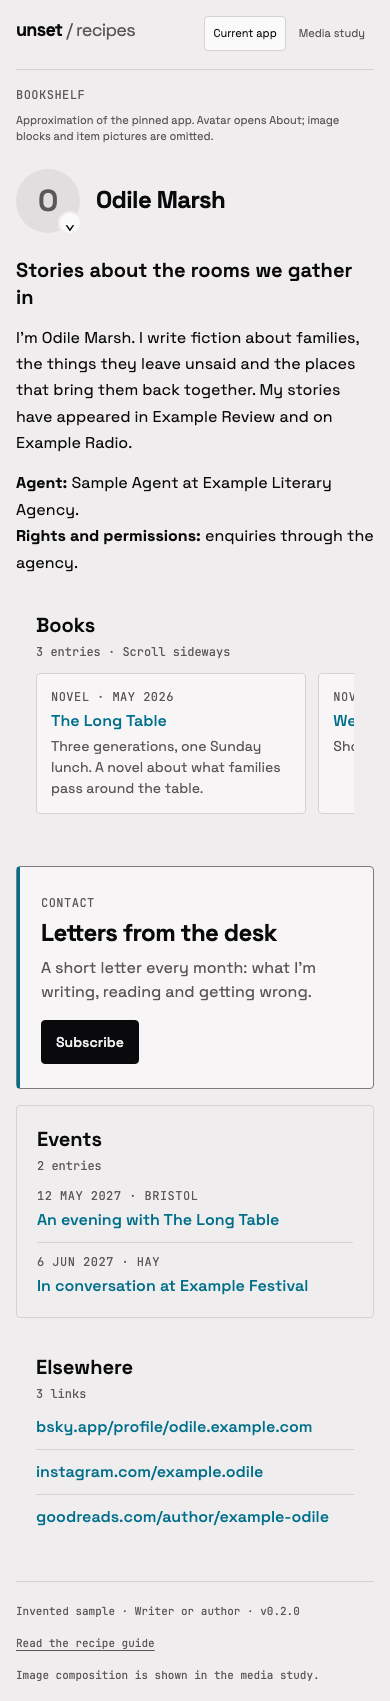 unset / recipes
Current app
Media study
BOOKSHELF
Approximation of the pinned app. Avatar opens About; image
blocks and item pictures are omitted.
O
Odile Marsh
Stories about the rooms we gather
in
I'm Odile Marsh. I write fiction about families,
the things they leave unsaid and the places
that bring them back together. My stories
have appeared in Example Review and on
Example Radio.
Agent: Sample Agent at Example Literary
Agency.
Rights and permissions: enquiries through the
agency.
Books
3 entries · Scroll sideways
NOVEL · MAY 2026
The Long Table
Three generations, one Sunday
lunch. A novel about what families
pass around the table.
CONTACT
Letters from the desk
A short letter every month: what I'm
writing, reading and getting wrong.
Subscribe
Events
2 entries
12 MAY 2027 · BRISTOL
An evening with The Long Table
6 JUN 2027 · HAY
In conversation at Example Festival
Elsewhere
3 links
bsky.app/profile/odile.example.com
instagram.com/example.odile
goodreads.com/author/example-odile
Invented sample · Writer or author · v0.2.0
Read the recipe guide
Image composition is shown in the media study.